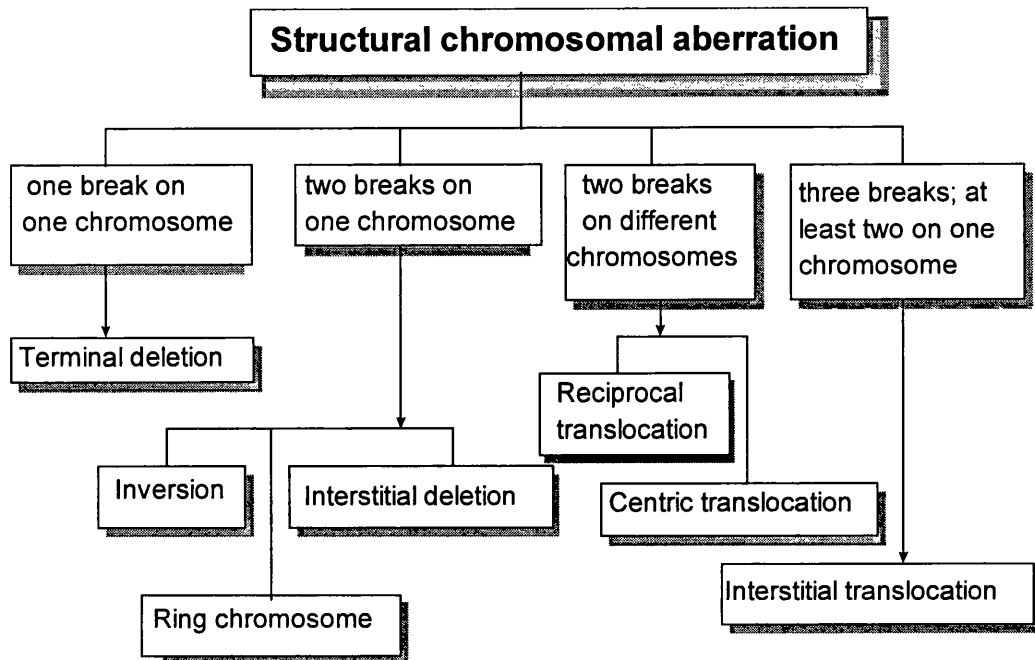 Structural chromosomal aberration
one break on
one chromosome
two breaks on
one chromosome
two breaks
on different
chromosomes
three breaks; at
least two on one
chromosome
Terminal deletion
Reciprocal
translocation
Inversion
Interstitial deletion
Centric translocation
Interstitial translocation
Ring chromosome